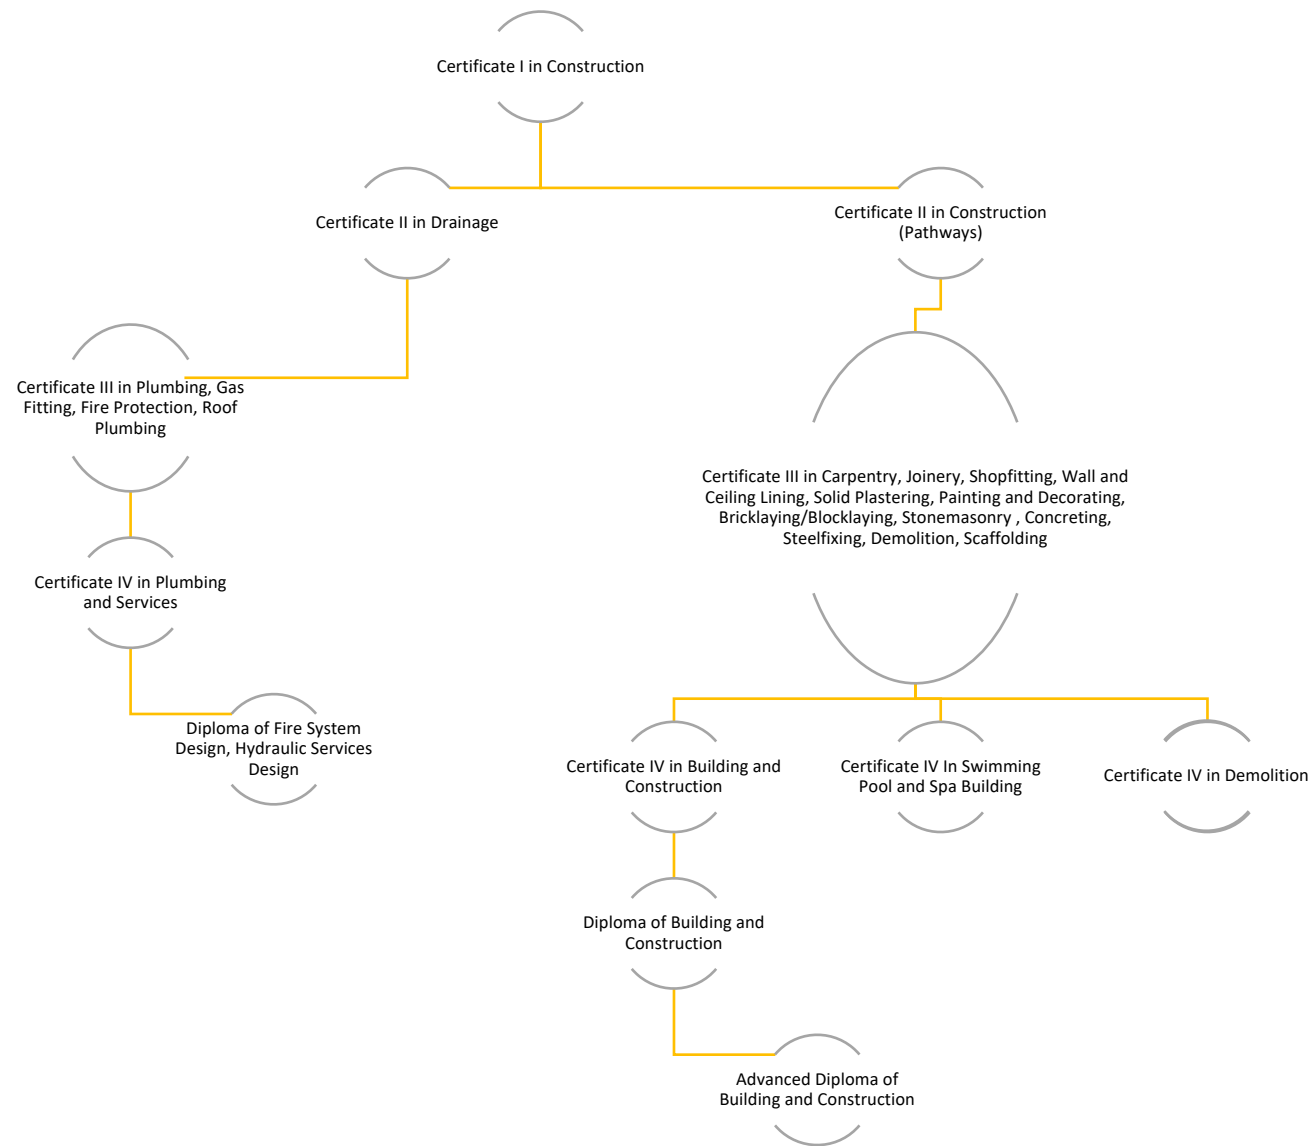 Certificate I in Construction
Certificate II in Drainage
Certificate II in Construction
(Pathways)
Certificate III in Plumbing, Gas
Fitting, Fire Protection, Roof
Plumbing
Certificate III in Carpentry, Joinery, Shopfitting, Wall and
Ceiling Lining, Solid Plastering, Painting and Decorating,
Bricklaying/Blocklaying, Stonemasonry , Concreting,
Steelfixing, Demolition, Scaffolding
Certificate IV in Plumbing
and Services
Diploma of Fire System
Design, Hydraulic Services
Design
Certificate IV in Building and
Construction
Certificate IV In Swimming
Pool and Spa Building
Certificate IV in Demolition
Diploma of Building and
Construction
Advanced Diploma of
Building and Construction